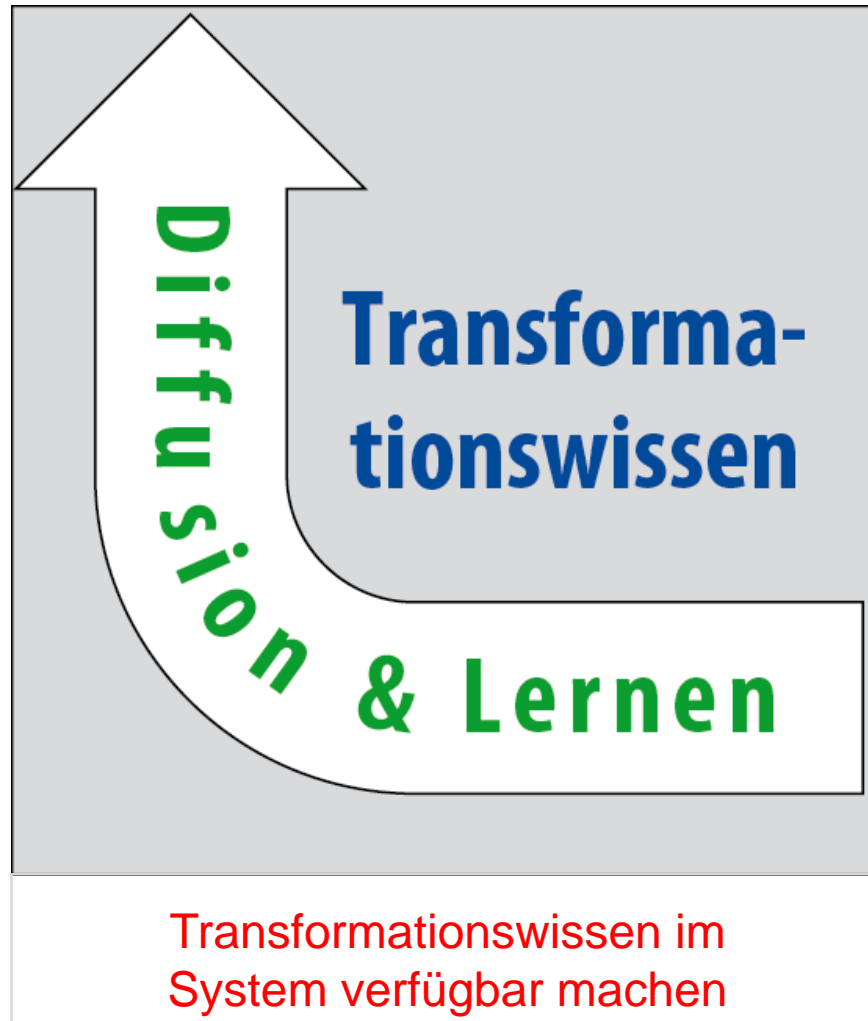 Diffusion & Lernen
Transforma-
tionswissen
Transformationswissen im
System verfügbar machen